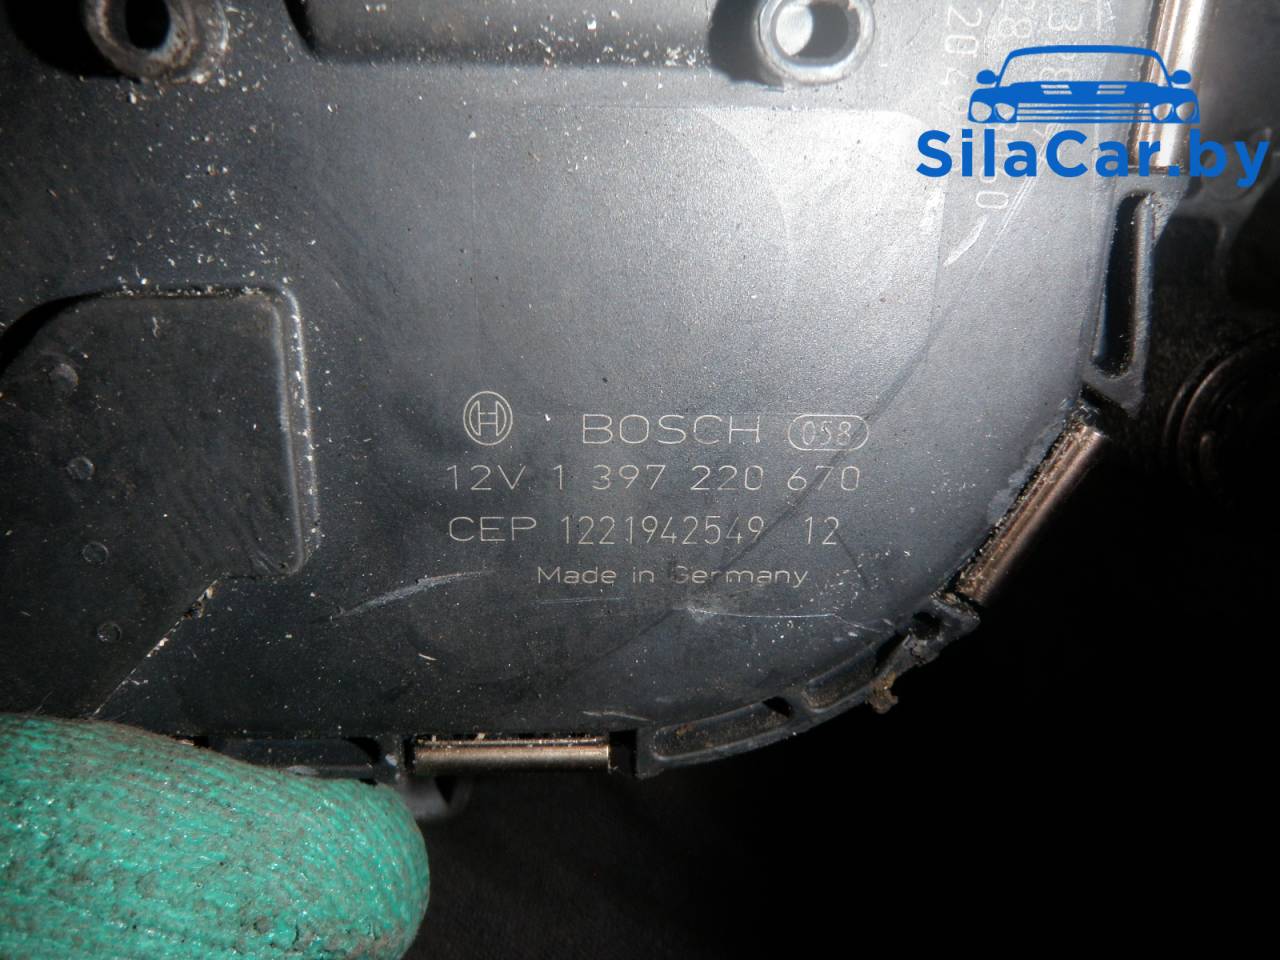 SilaCar.by
BOSCH 058
12V 1 397 220 670
CEP 1221942549 12
Made in Germany